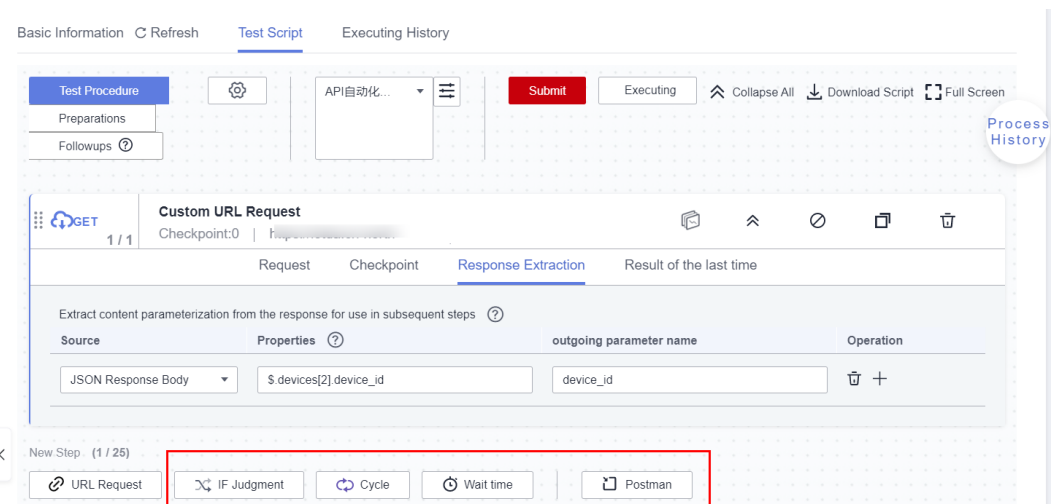 Basic Information Refresh Test Script Executing History
Test Procedure API自动化... Submit Executing Collapse All Download Script Full Screen
Preparations
Followups ?
Process
History
GET Custom URL Request
1 / 1 Checkpoint:0 |
Request Checkpoint Response Extraction Result of the last time
Extract content parameterization from the response for use in subsequent steps ?
Source Properties ? outgoing parameter name Operation
JSON Response Body $.devices[2].device_id device_id
New Step (1 / 25)
URL Request IF Judgment Cycle Wait time Postman